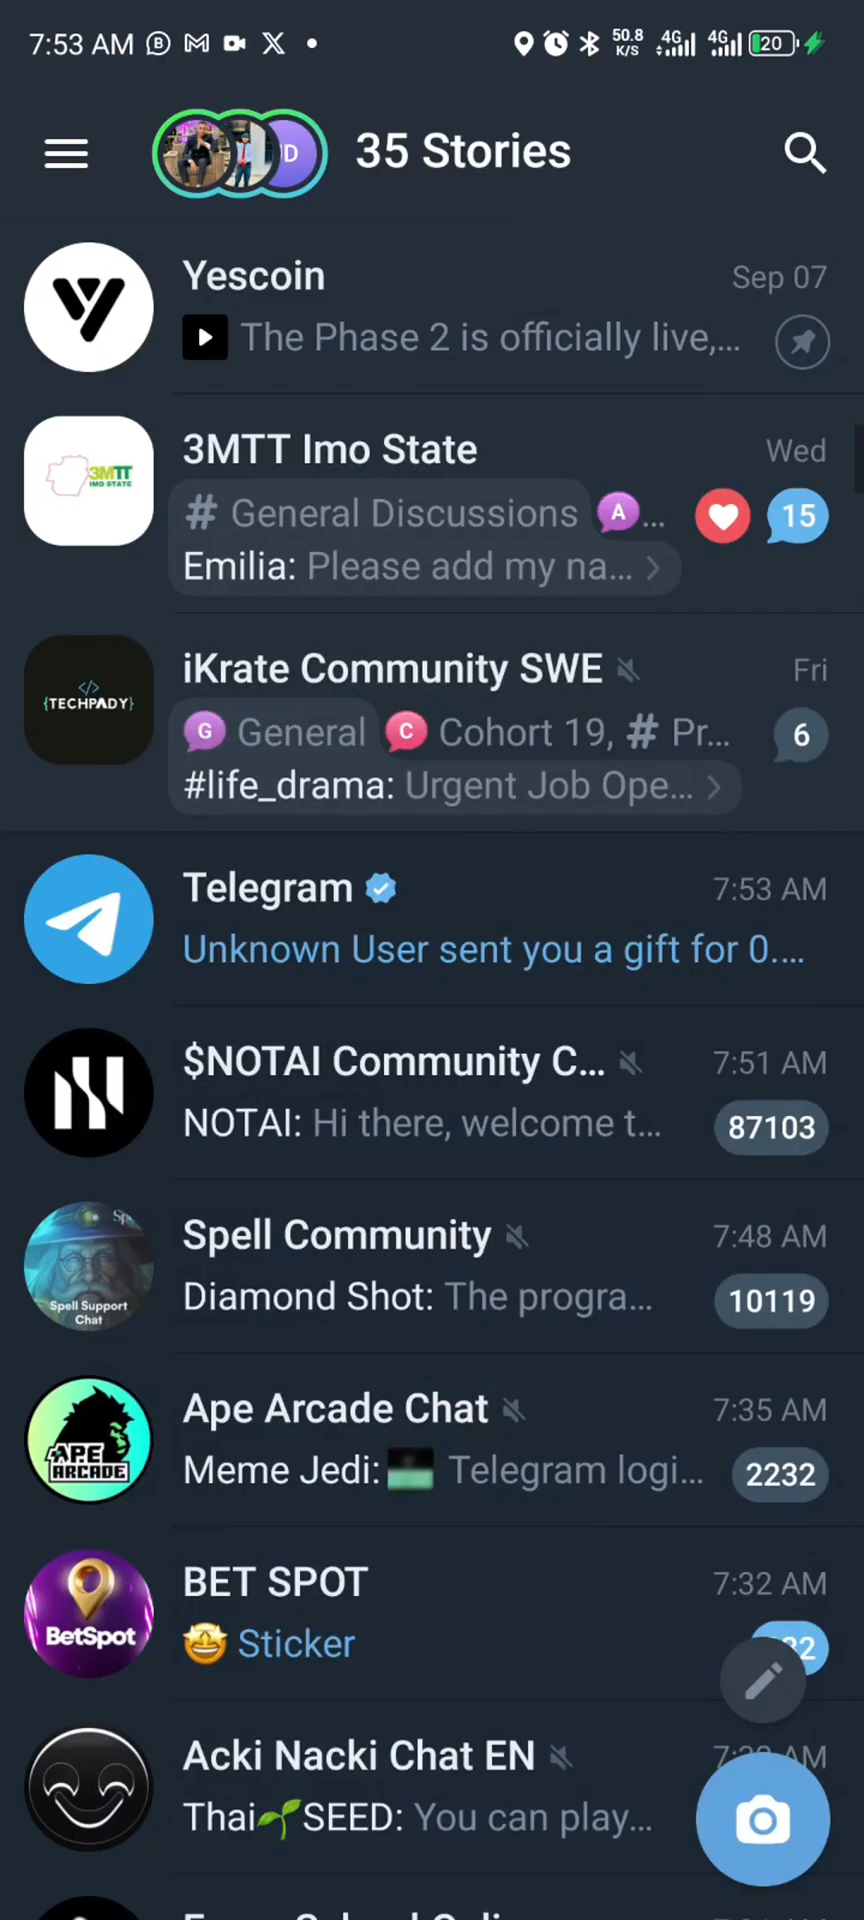 7:53 AM
50.8
K/S
4G
4G
20
D
35 Stories
Yescoin
Sep 07
The Phase 2 is officially live,...
3MTT
IMO STATE
3MTT Imo State
Wed
# General Discussions A ...
15
Emilia: Please add my na...
</>
{TECHPADY}
iKrate Community SWE
Fri
G General C Cohort 19, # Pr...
6
#life_drama: Urgent Job Ope...
Telegram
7:53 AM
Unknown User sent you a gift for 0....
$NOTAI Community C...
7:51 AM
NOTAI: Hi there, welcome t...
87103
Spell Support
Chat
Spell Community
7:48 AM
Diamond Shot: The progra...
10119
APE
ARCADE
Ape Arcade Chat
7:35 AM
Meme Jedi: Telegram logi...
2232
BetSpot
BET SPOT
7:32 AM
🤩 Sticker
Acki Nacki Chat EN
Thai🌱SEED: You can play...